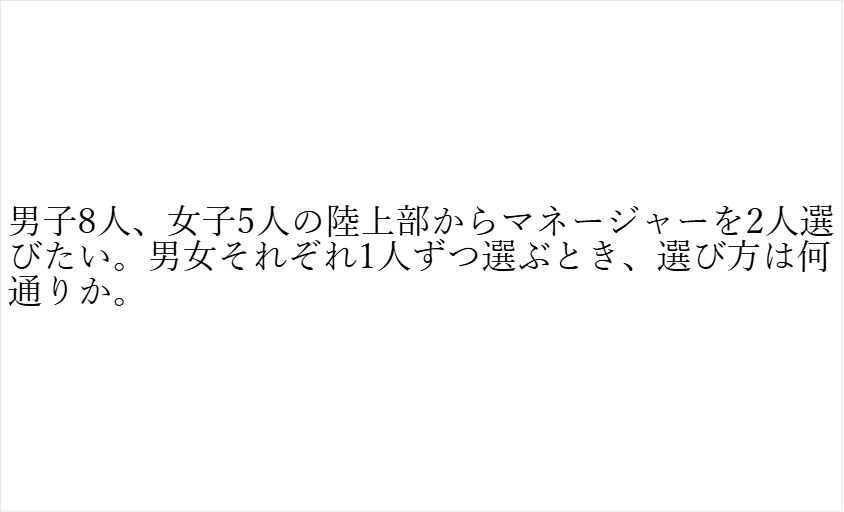 男子8人、女子5人の陸上部からマネージャーを2人選
びたい。男女それぞれ1人ずつ選ぶとき、選び方は何
通りか。